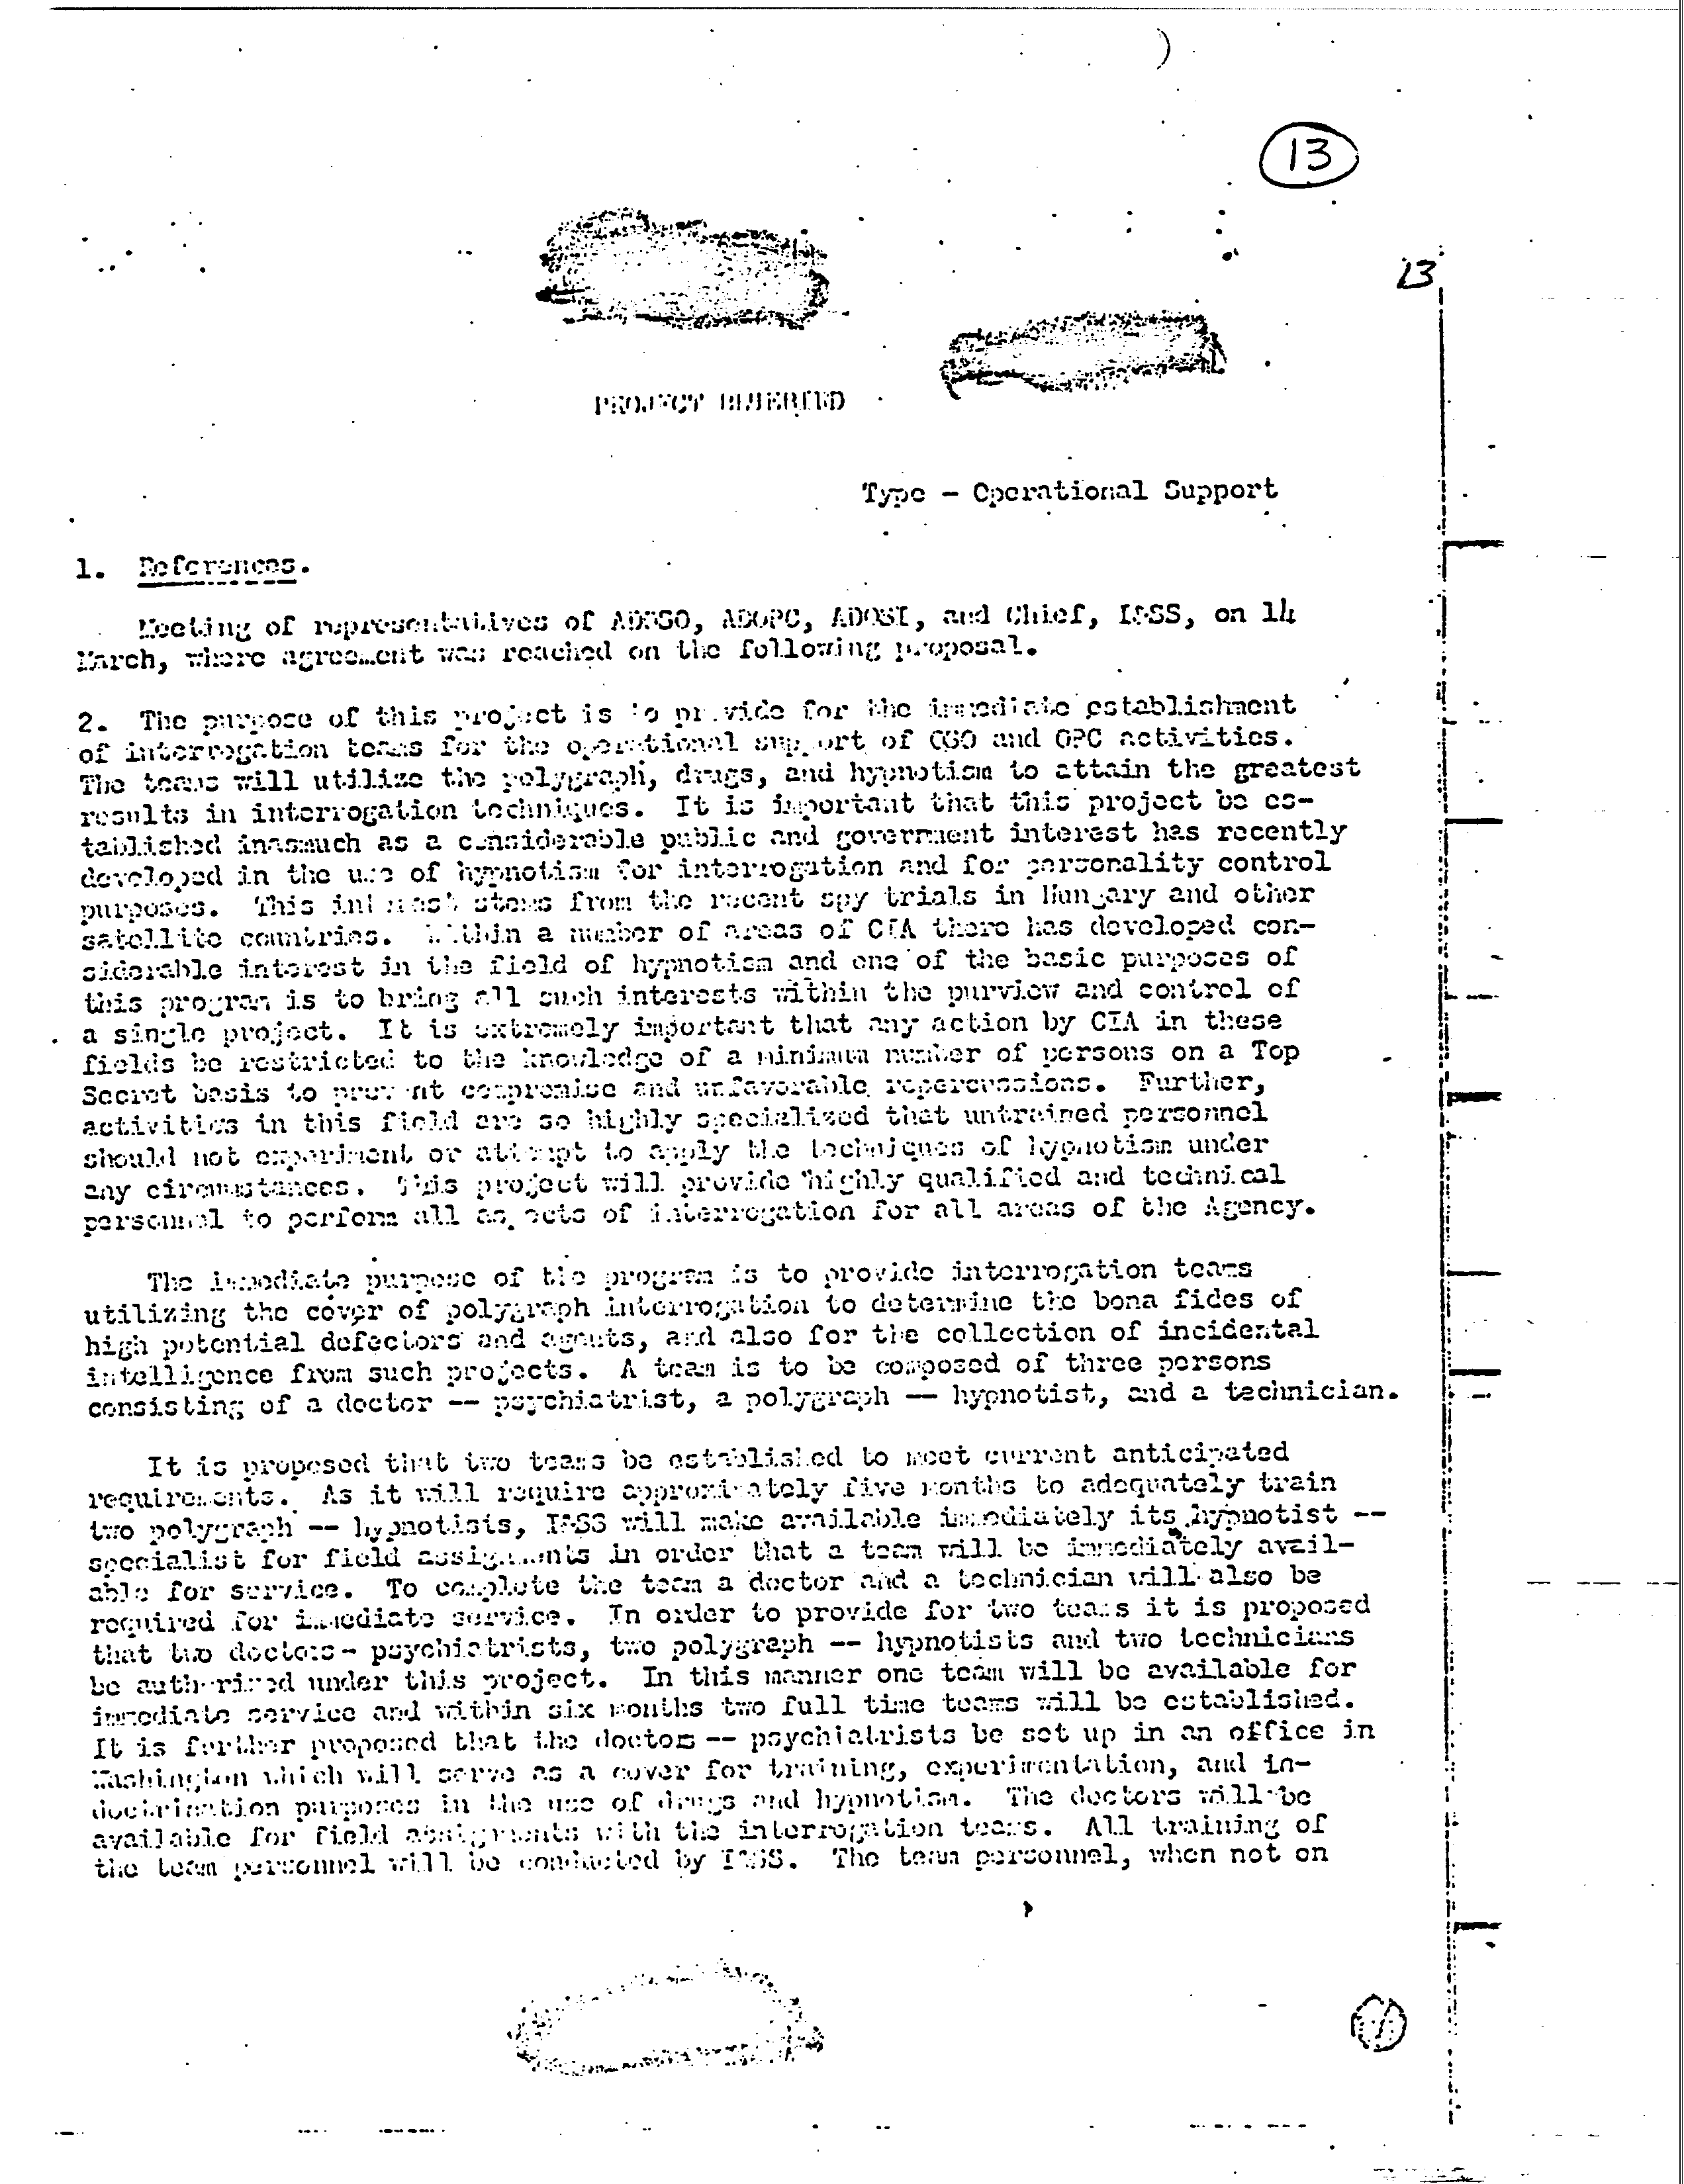 13
13
PROJECT BLUEBIRD
Type - Operational Support
1. References.
Meeting of representatives of ADSO, ADOPC, ADOSI, and Chief, I&SS, on 14
March, where agreement was reached on the following proposal.
2. The purpose of this project is to provide for the immediate establishment
of interrogation teams for the operational support of OSO and OPC activities.
The teams will utilize the polygraph, drugs, and hypnotism to attain the greatest
results in interrogation techniques. It is important that this project be es-
tablished inasmuch as a considerable public and government interest has recently
developed in the use of hypnotism for interrogation and for personality control
purposes. This interest stems from the recent spy trials in Hungary and other
satellite countries. Within a number of areas of CIA there has developed con-
siderable interest in the field of hypnotism and one of the basic purposes of
this program is to bring all such interests within the purview and control of
a single project. It is extremely important that any action by CIA in these
fields be restricted to the knowledge of a minimum number of persons on a Top
Secret basis to prevent compromise and unfavorable repercussions. Further,
activities in this field are so highly specialized that untrained personnel
should not experiment or attempt to apply the techniques of hypnotism under
any circumstances. This project will provide highly qualified and technical
personnel to perform all aspects of interrogation for all areas of the Agency.
The immediate purpose of the program is to provide interrogation teams
utilizing the cover of polygraph interrogation to determine the bona fides of
high potential defectors and agents, and also for the collection of incidental
intelligence from such projects. A team is to be composed of three persons
consisting of a doctor -- psychiatrist, a polygraph -- hypnotist, and a technician.
It is proposed that two teams be established to meet current anticipated
requirements. As it will require approximately five months to adequately train
two polygraph -- hypnotists, I&SS will make available immediately its hypnotist --
specialist for field assignments in order that a team will be immediately avail-
able for service. To complete the team a doctor and a technician will also be
required for immediate service. In order to provide for two teams it is proposed
that two doctors - psychiatrists, two polygraph -- hypnotists and two technicians
be authorized under this project. In this manner one team will be available for
immediate service and within six months two full time teams will be established.
It is further proposed that the doctors -- psychiatrists be set up in an office in
Washington which will serve as a cover for training, experimentation, and in-
doctrination purposes in the use of drugs and hypnotism. The doctors will be
available for field assignments with the interrogation teams. All training of
the team personnel will be conducted by I&SS. The team personnel, when not on